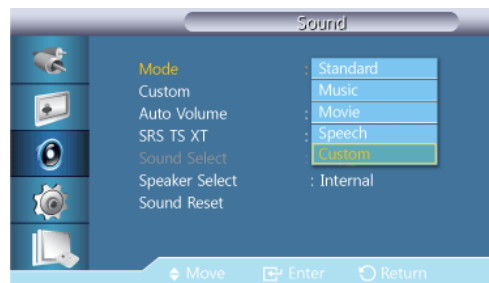 Sound
Mode : Standard
Custom Music
Auto Volume : Movie
SRS TS XT : Speech
Sound Select : Custom
Speaker Select : Internal
Sound Reset
Move Enter Return